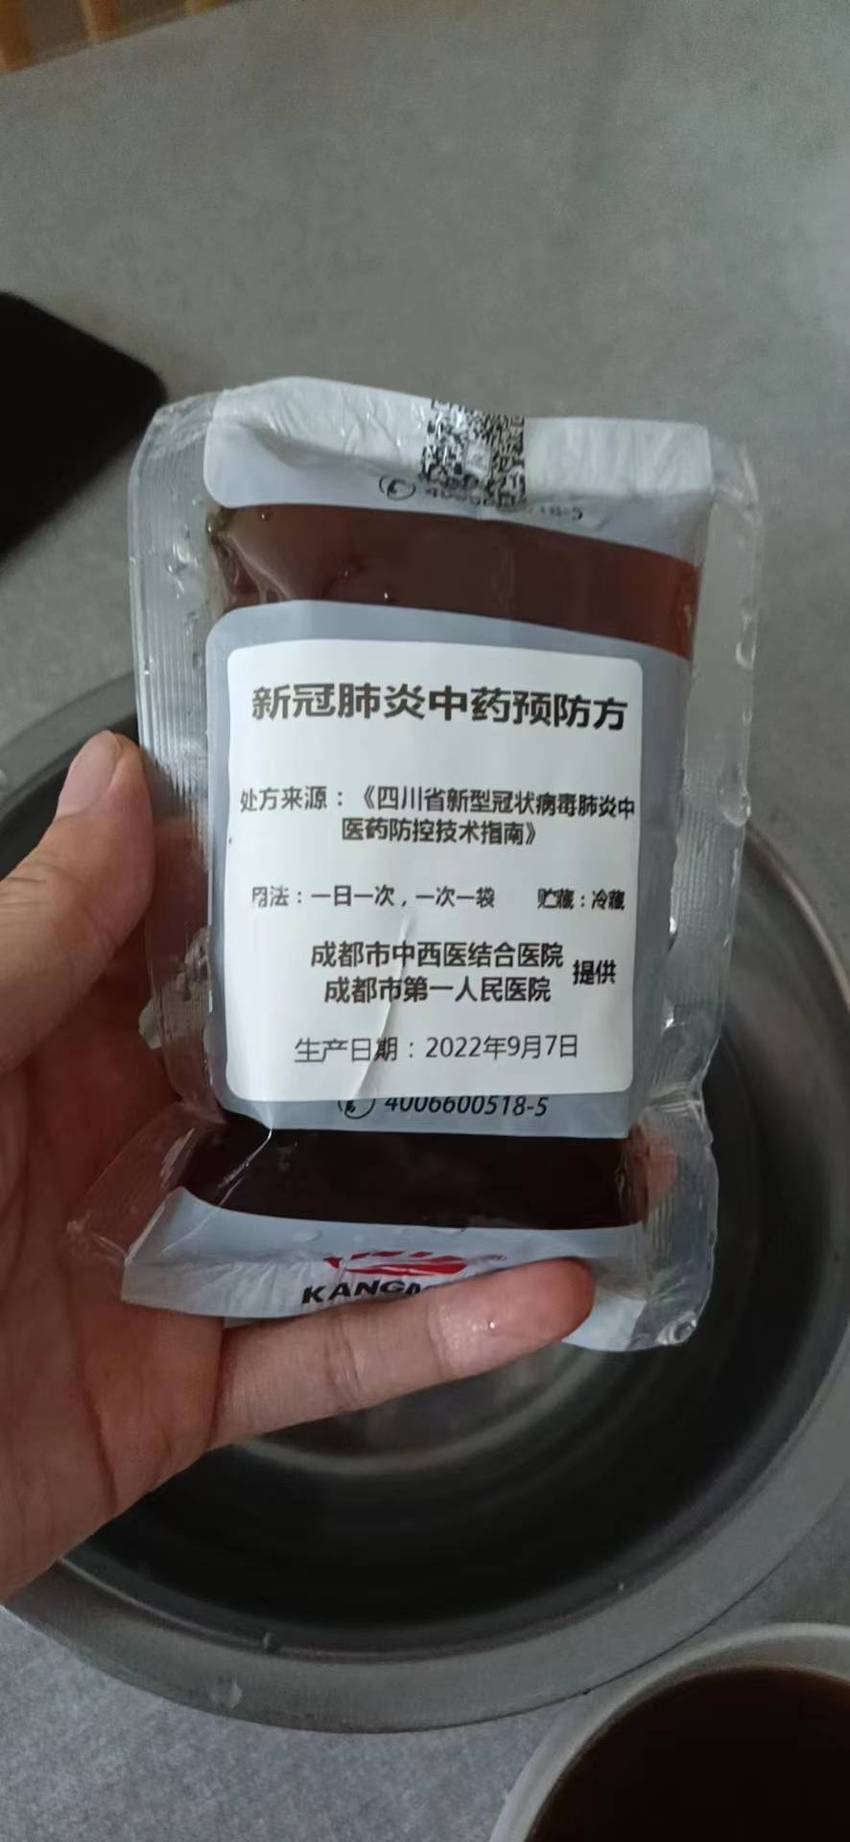 新冠肺炎中药预防方
处方来源：《四川省新型冠状病毒肺炎中
医药防控技术指南》
用法：一日一次，一次一袋 贮藏：冷藏
成都市中西医结合医院
成都市第一人民医院
提供
生产日期：2022年9月7日
4006600518-5